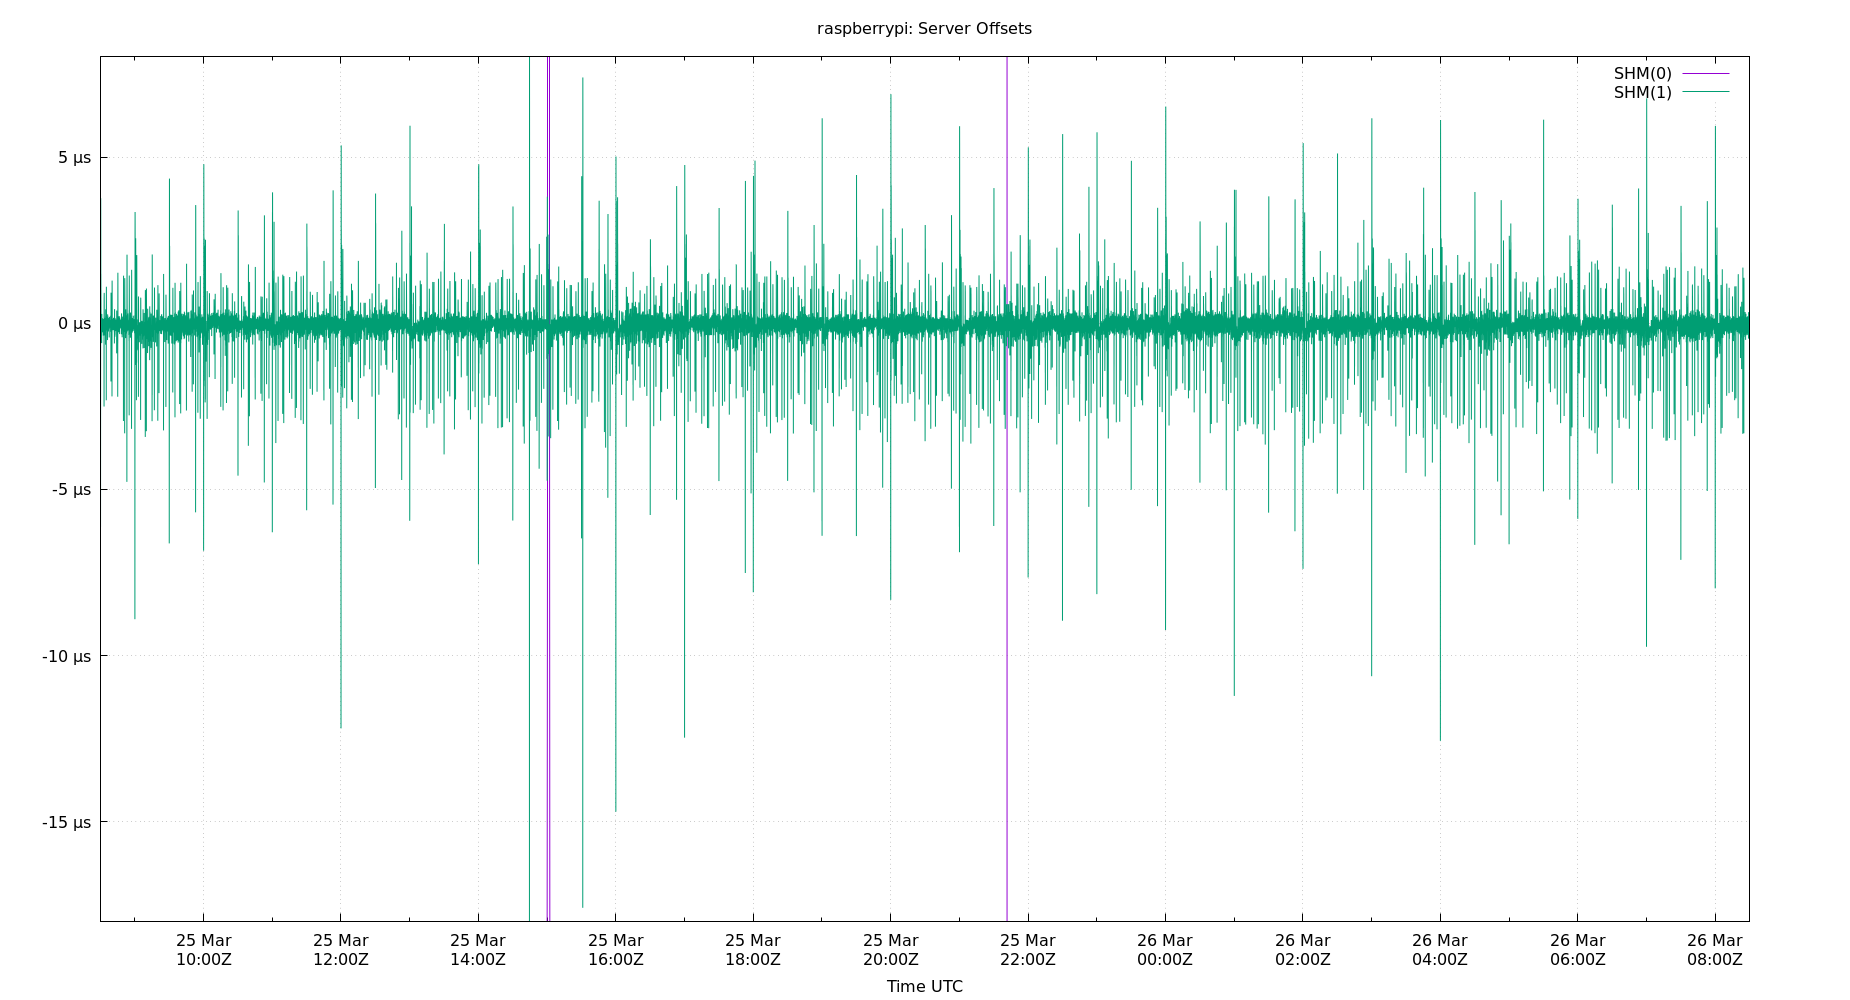 raspberrypi: Server Offsets
SHM(0)
SHM(1)
5 µs
0 µs
-5 µs
-10 µs
-15 µs
25 Mar 25 Mar 25 Mar 25 Mar 25 Mar 25 Mar 25 Mar 26 Mar 26 Mar 26 Mar 26 Mar 26 Mar
10:00Z 12:00Z 14:00Z 16:00Z 18:00Z 20:00Z 22:00Z 00:00Z 02:00Z 04:00Z 06:00Z 08:00Z
Time UTC